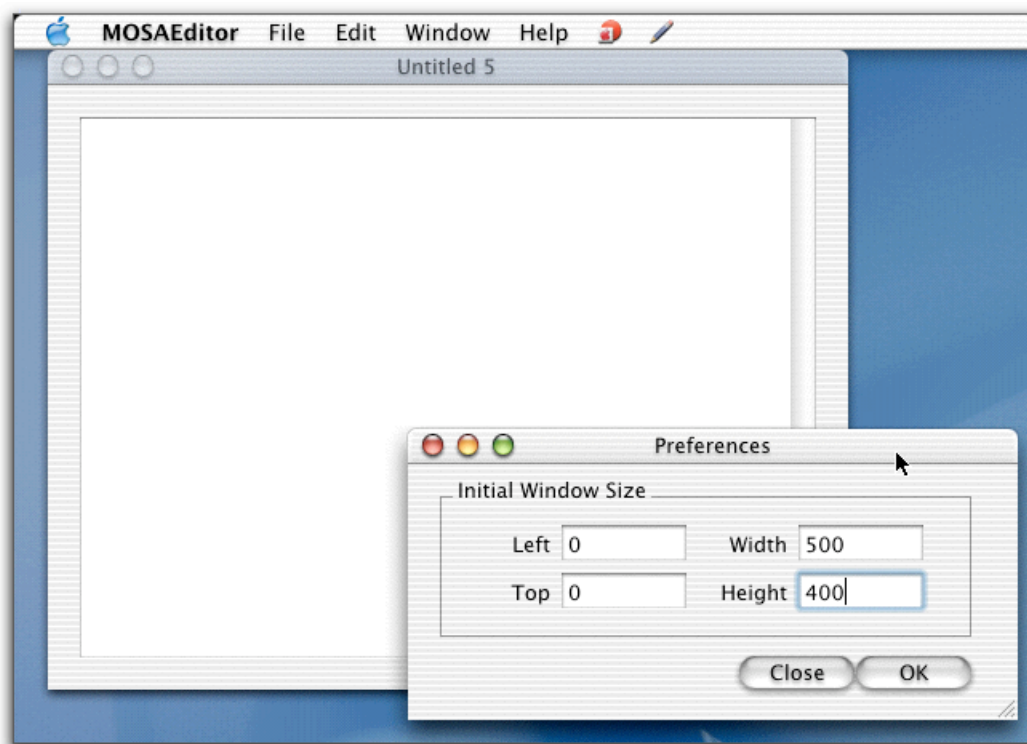 MOSAEditor File Edit Window Help
Untitled 5
Preferences
Initial Window Size
Left 0 Width 500
Top 0 Height 400
Close OK